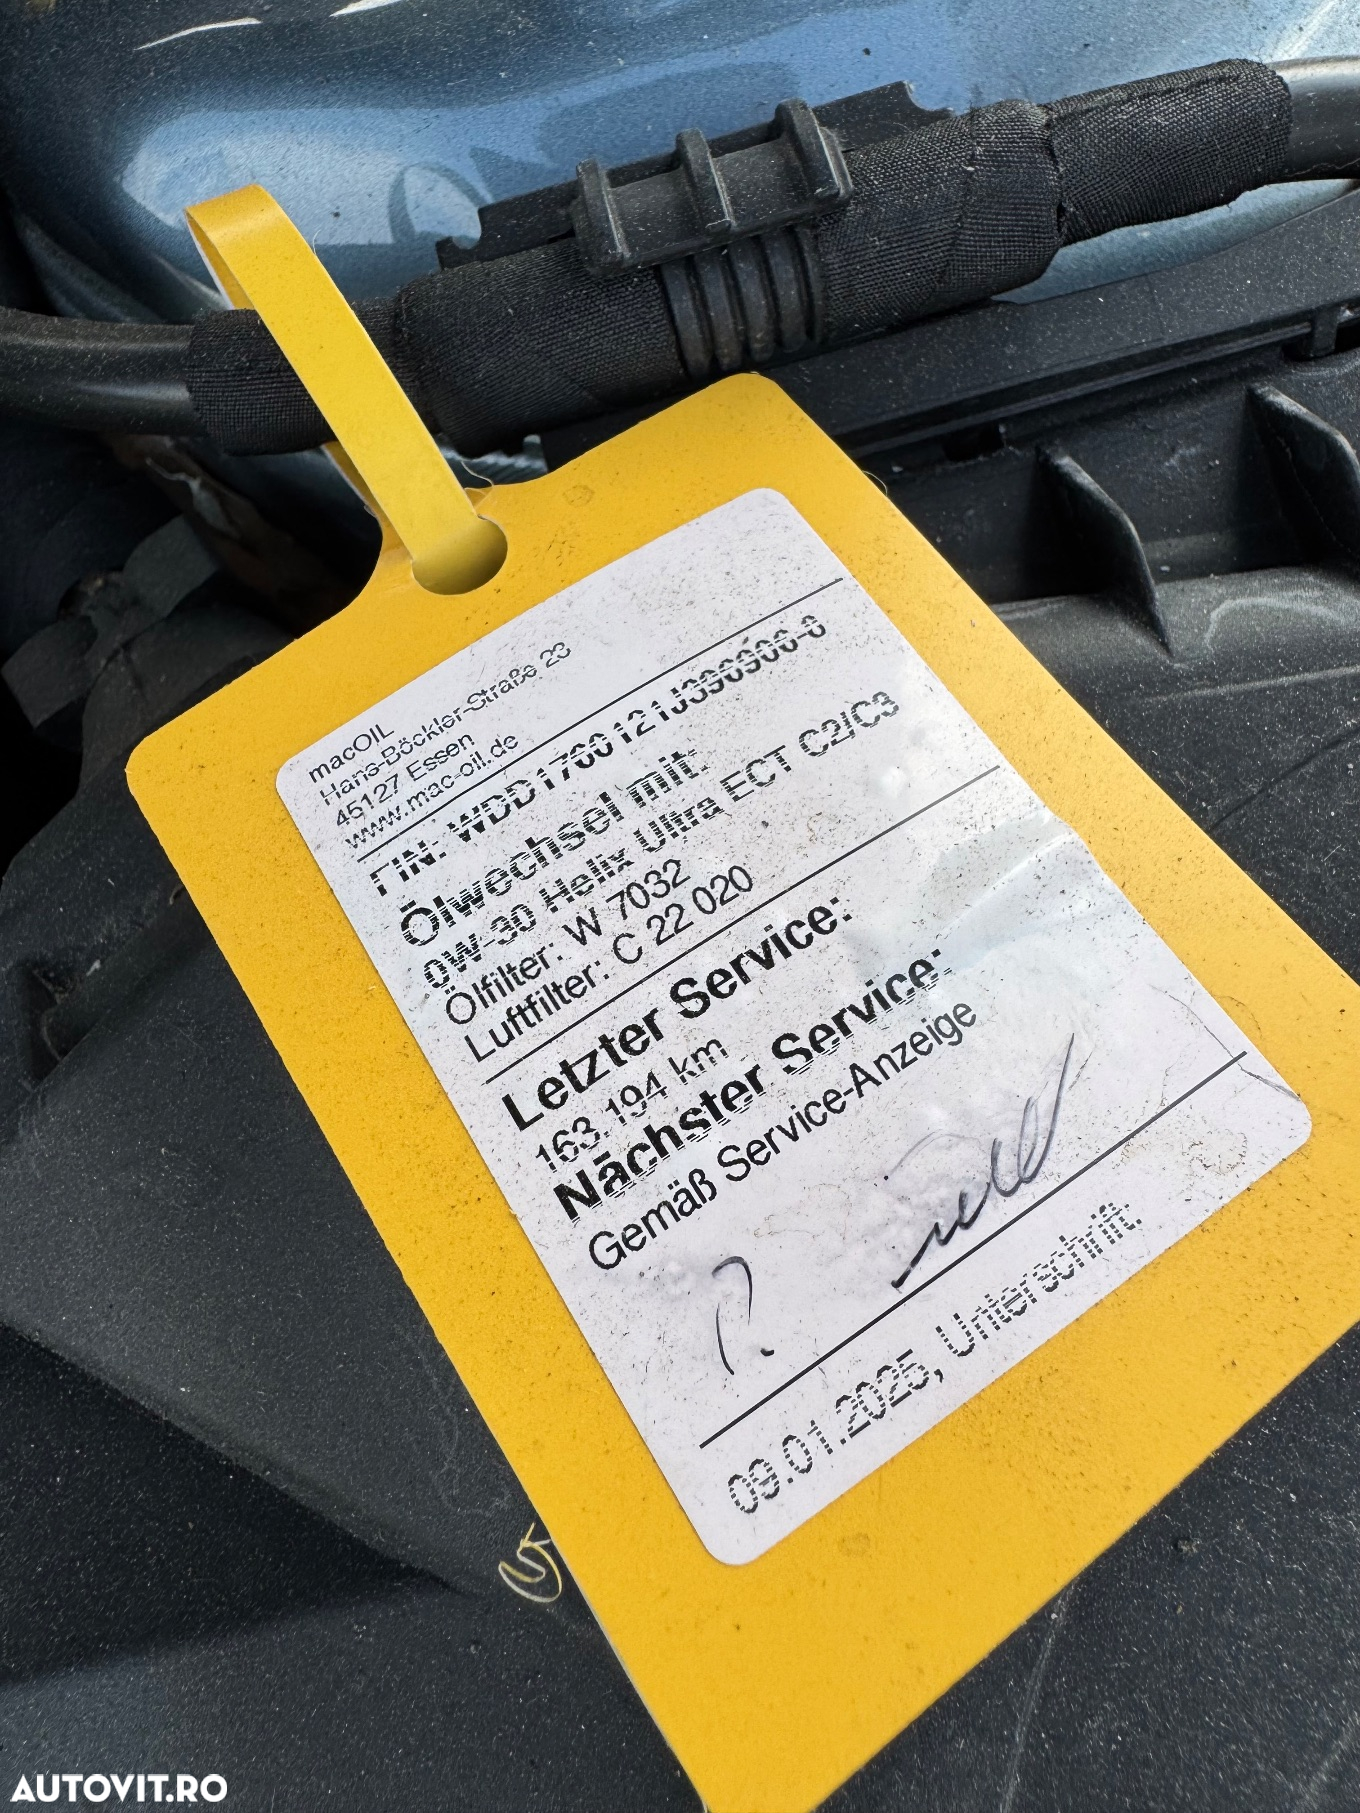 macOIL
Hans-Böckler-Straße 23
45127 Essen
www.mac-oil.de
FIN: WDD1760121J396906-0
Ölwechsel mit:
0W-30 Helix Ultra ECT C2/C3
Ölfilter: W 7032
Luftfilter: C 22 020
Letzter Service:
163.194 km
Nächster Service:
Gemäß Service-Anzeige
09.01.2025, Unterschrift:
AUTOVIT.RO